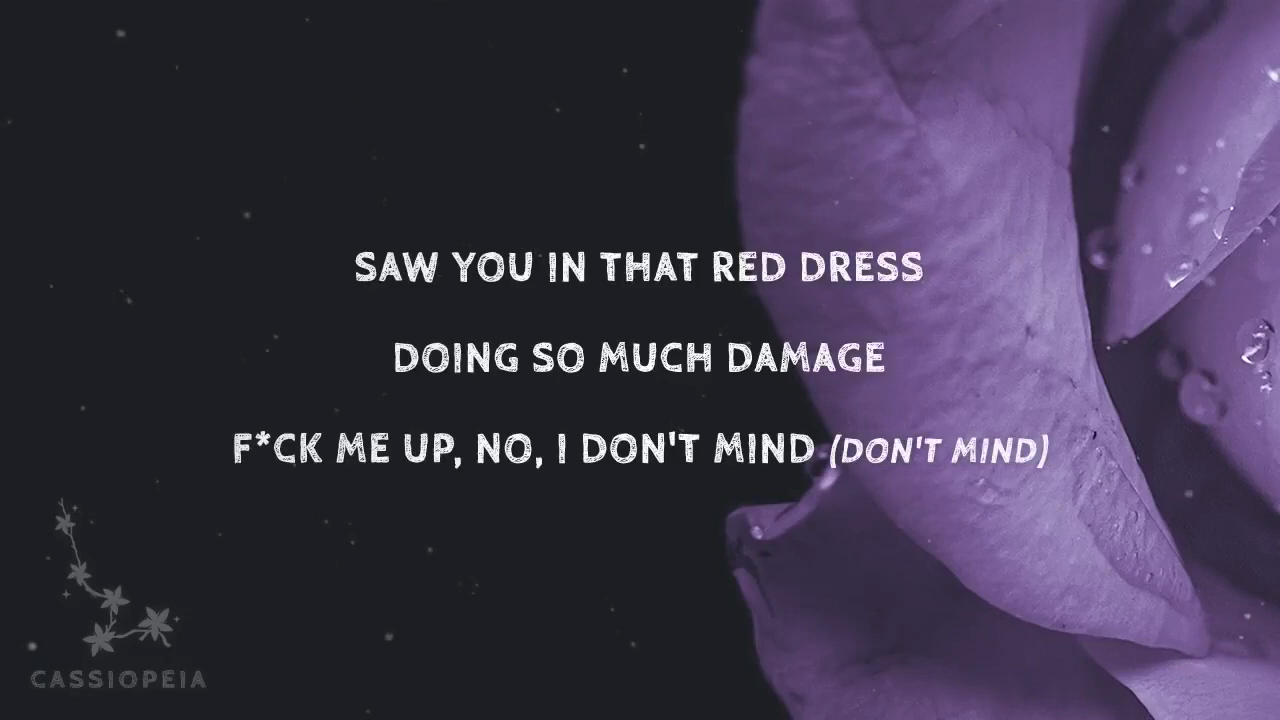 SAW YOU IN THAT RED DRESS
DOING SO MUCH DAMAGE
F*CK ME UP, NO, I DON'T MIND (DON'T MIND)
CASSIOPEIA